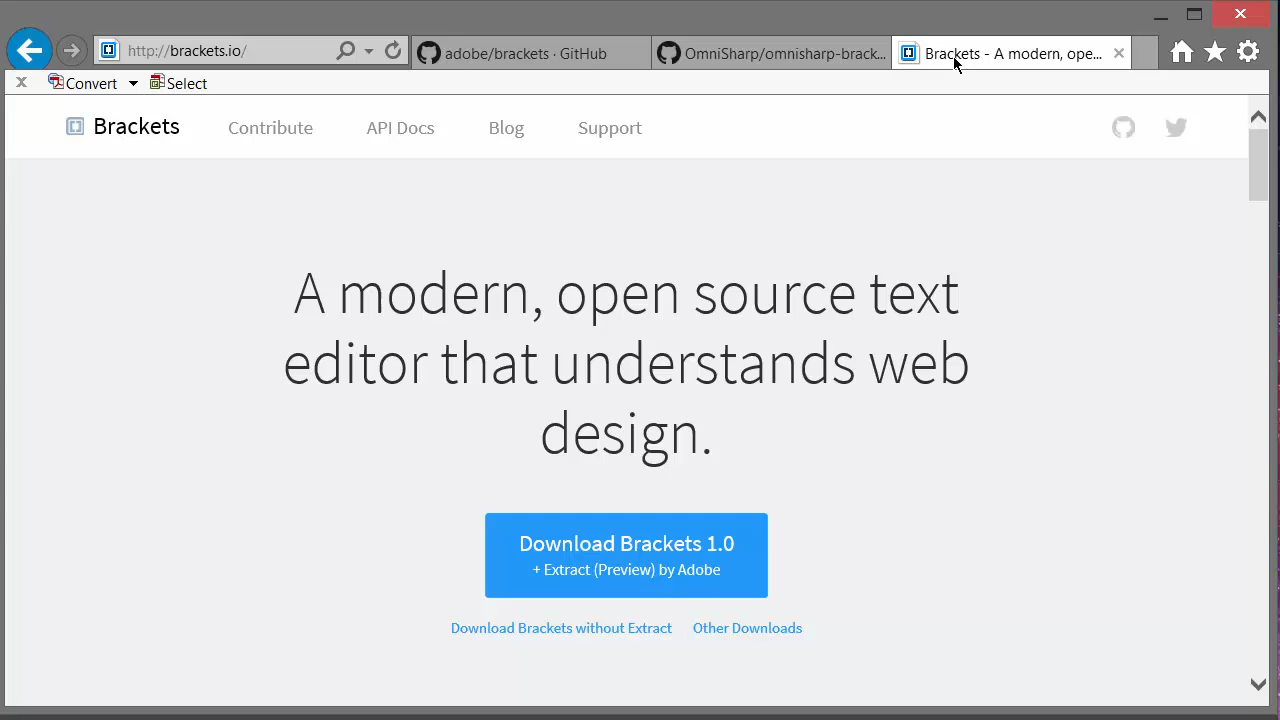 http://brackets.io/
adobe/brackets · GitHub
OmniSharp/omnisharp-brack...
Brackets - A modern, ope...
Convert
Select
Brackets
Contribute
API Docs
Blog
Support
A modern, open source text
editor that understands web
design.
Download Brackets 1.0
+ Extract (Preview) by Adobe
Download Brackets without Extract
Other Downloads